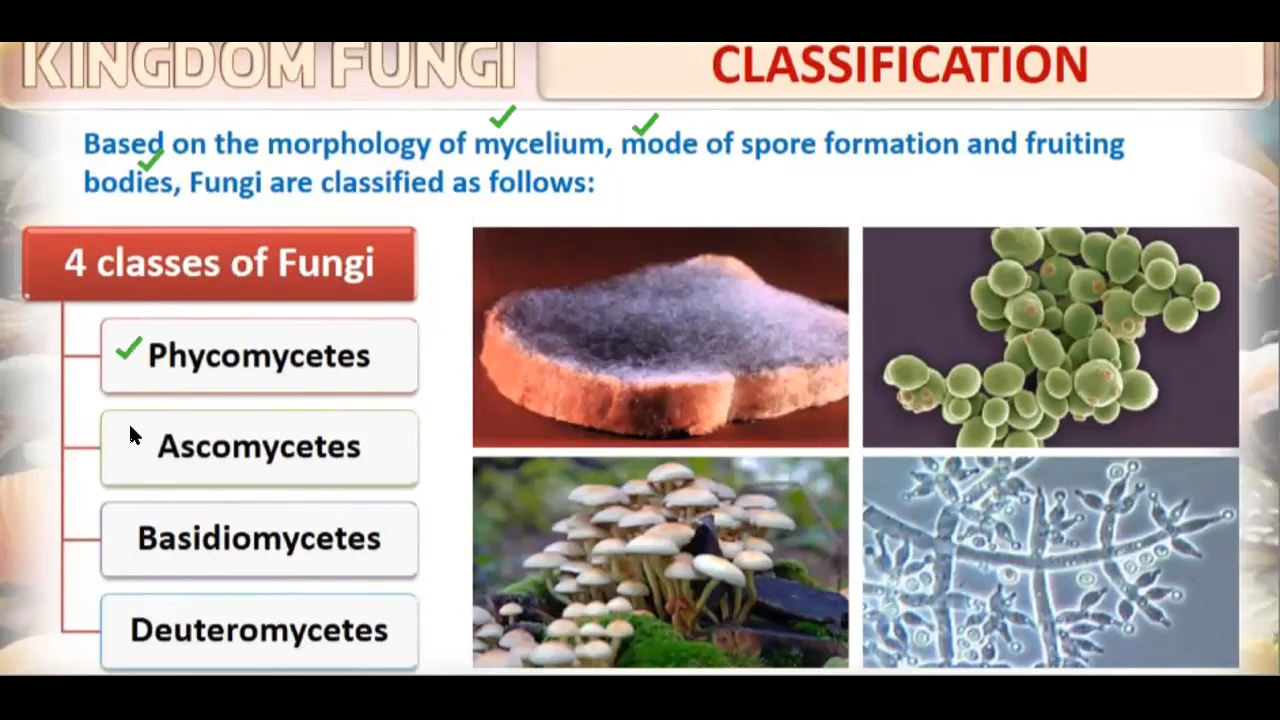 KINGDOM FUNGI
CLASSIFICATION
Based on the morphology of mycelium, mode of spore formation and fruiting
bodies, Fungi are classified as follows:
4 classes of Fungi
Phycomycetes
Ascomycetes
Basidiomycetes
Deuteromycetes